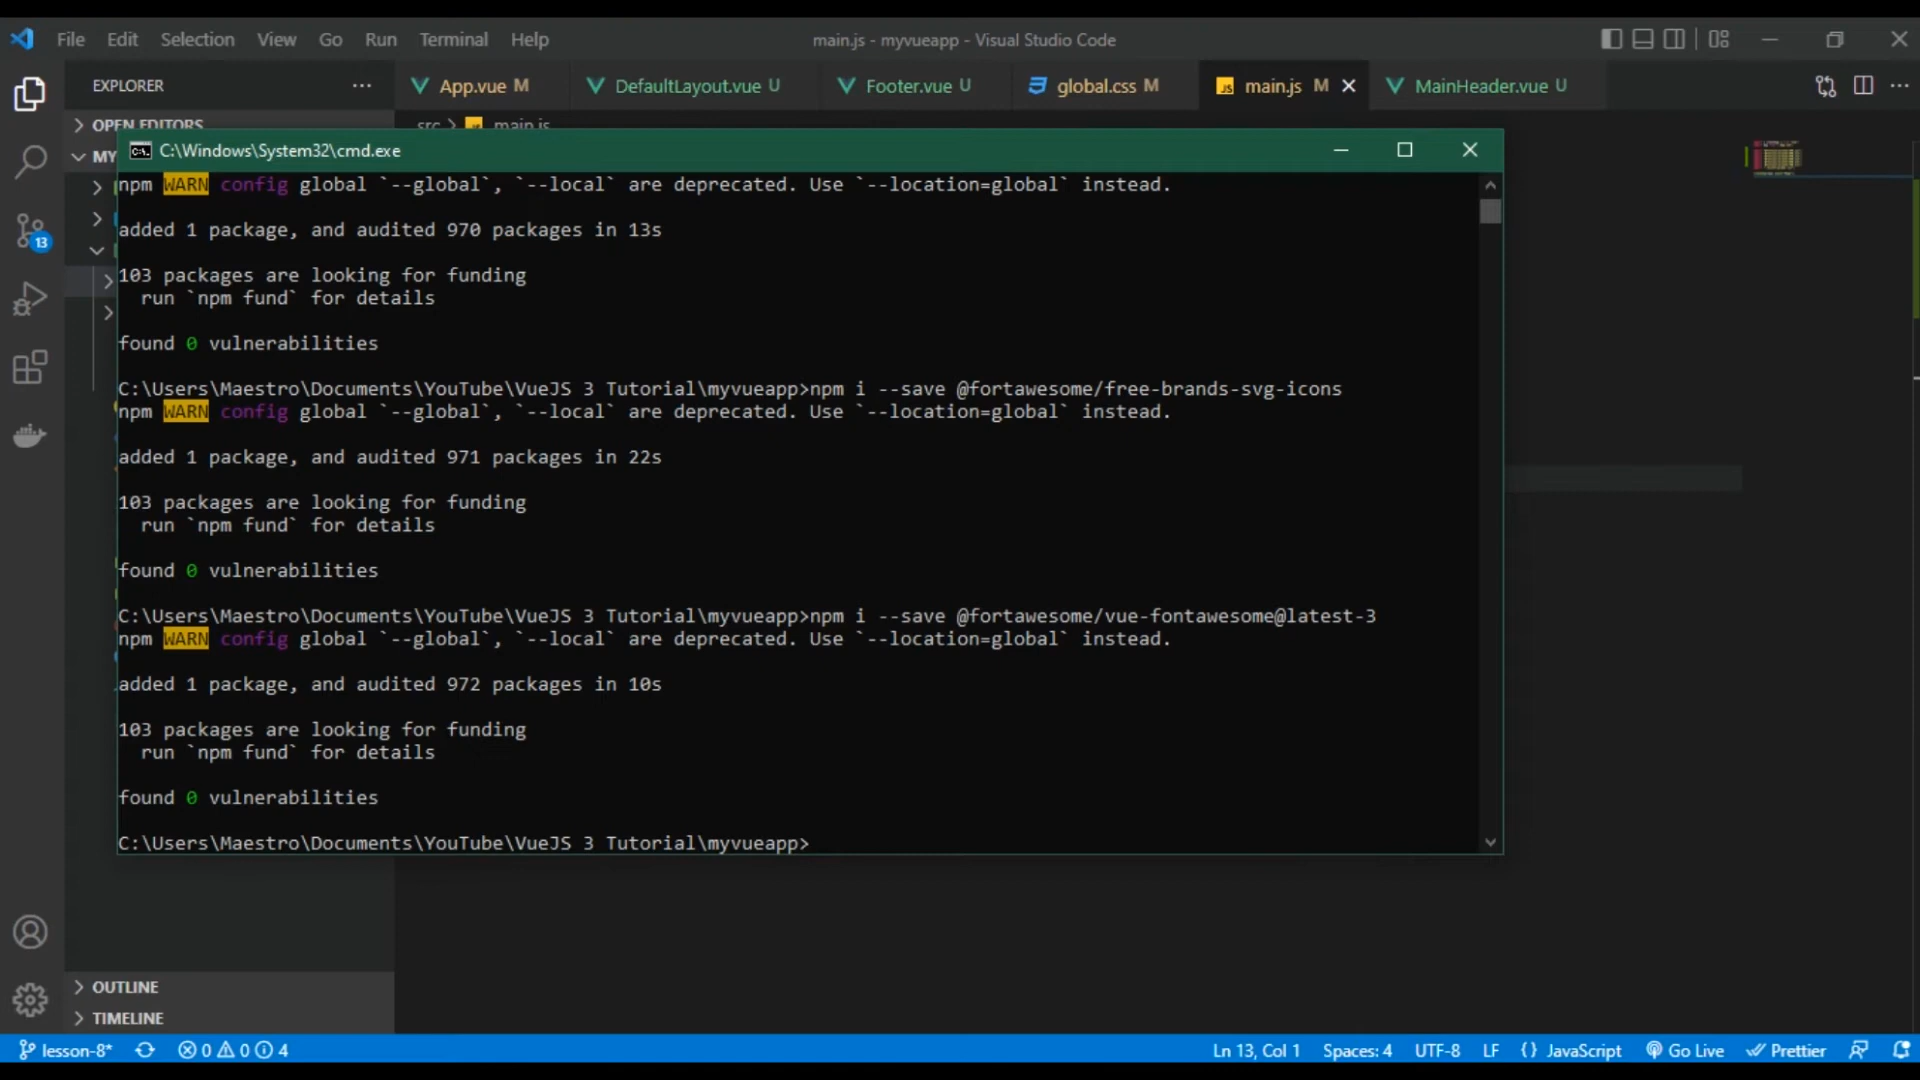 File Edit Selection View Go Run Terminal Help
main.js - myvueapp - Visual Studio Code
EXPLORER
App.vue M
DefaultLayout.vue U
Footer.vue U
global.css M
JS main.js M
MainHeader.vue U
OPEN EDITORS
src > main.js
MY
C:\Windows\System32\cmd.exe
npm WARN config global `--global`, `--local` are deprecated. Use `--location=global` instead.
added 1 package, and audited 970 packages in 13s
103 packages are looking for funding
run `npm fund` for details
found 0 vulnerabilities
C:\Users\Maestro\Documents\YouTube\VueJS 3 Tutorial\myvueapp>npm i --save @fortawesome/free-brands-svg-icons
npm WARN config global `--global`, `--local` are deprecated. Use `--location=global` instead.
added 1 package, and audited 971 packages in 22s
103 packages are looking for funding
run `npm fund` for details
found 0 vulnerabilities
C:\Users\Maestro\Documents\YouTube\VueJS 3 Tutorial\myvueapp>npm i --save @fortawesome/vue-fontawesome@latest-3
npm WARN config global `--global`, `--local` are deprecated. Use `--location=global` instead.
added 1 package, and audited 972 packages in 10s
103 packages are looking for funding
run `npm fund` for details
found 0 vulnerabilities
C:\Users\Maestro\Documents\YouTube\VueJS 3 Tutorial\myvueapp>
13
OUTLINE
TIMELINE
lesson-8* 0 0 4
Ln 13, Col 1 Spaces: 4 UTF-8 LF {} JavaScript Go Live Prettier